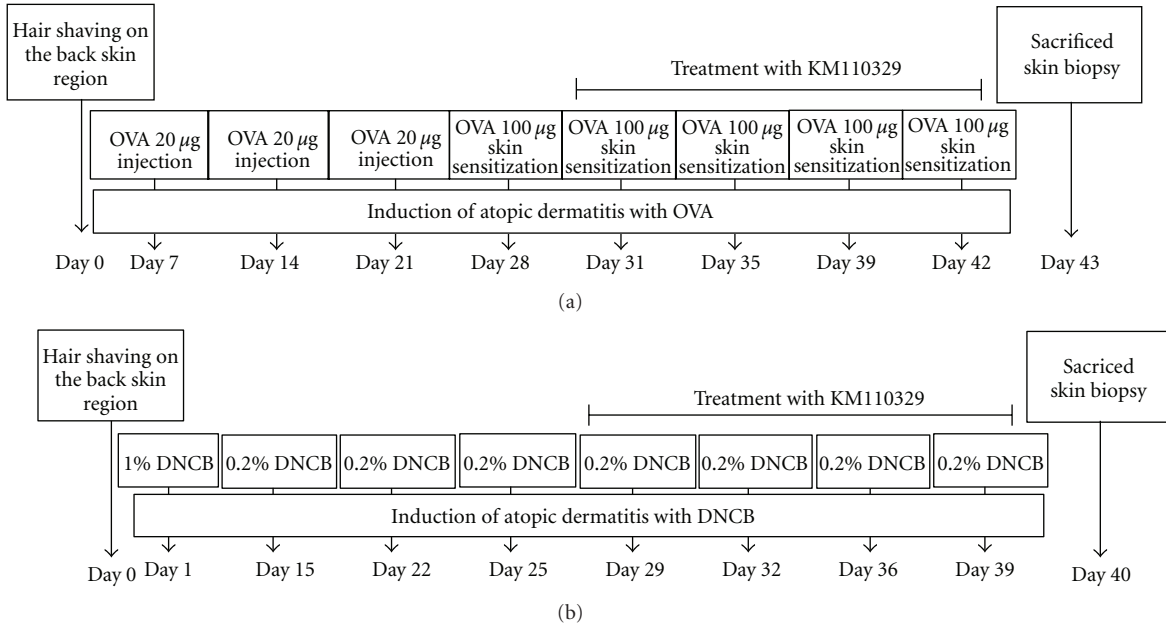 Hair shaving on
the back skin
region
Treatment with KM110329
Sacrificed
skin biopsy
OVA 20 µg
injection
OVA 20 µg
injection
OVA 20 µg
injection
OVA 100 µg
skin
sensitization
OVA 100 µg
skin
sensitization
OVA 100 µg
skin
sensitization
OVA 100 µg
skin
sensitization
OVA 100 µg
skin
sensitization
Induction of atopic dermatitis with OVA
Day 0 Day 7 Day 14 Day 21 Day 28 Day 31 Day 35 Day 39 Day 42 Day 43
(a)
Hair shaving on
the back skin
region
Treatment with KM110329
Sacriced
skin biopsy
1% DNCB 0.2% DNCB 0.2% DNCB 0.2% DNCB 0.2% DNCB 0.2% DNCB 0.2% DNCB 0.2% DNCB
Induction of atopic dermatitis with DNCB
Day 0 Day 1 Day 15 Day 22 Day 25 Day 29 Day 32 Day 36 Day 39 Day 40
(b)